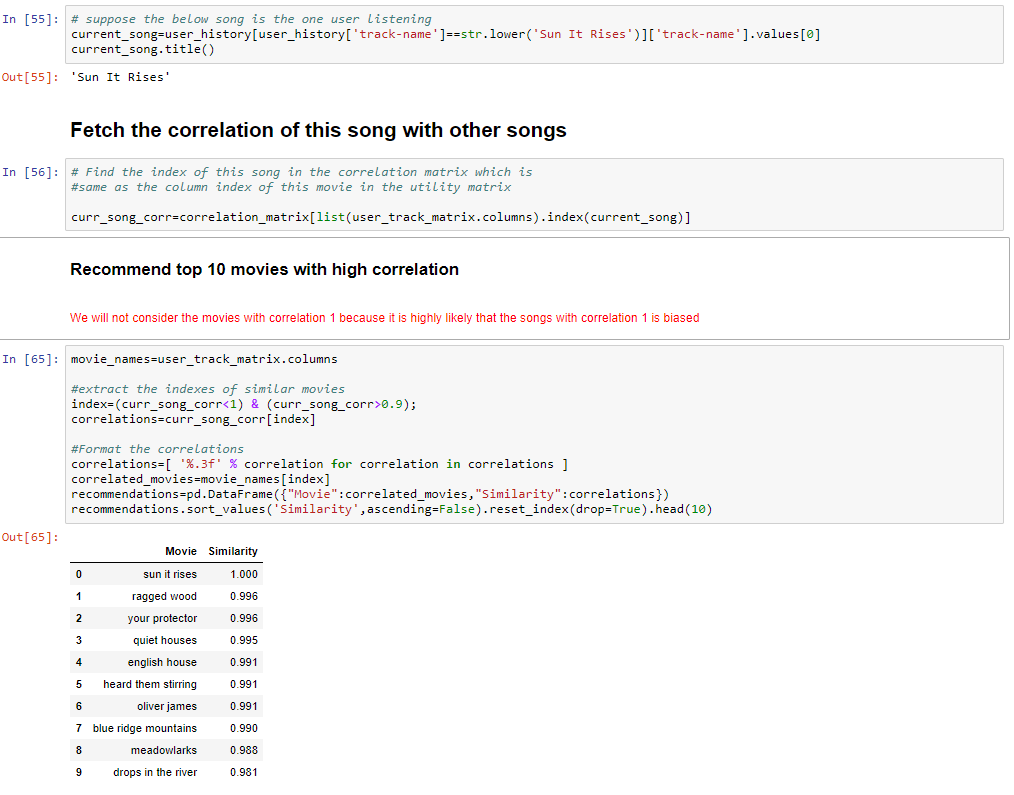 In [55]: # suppose the below song is the one user listening
current_song=user_history[user_history['track-name']==str.lower('Sun It Rises')]['track-name'].values[0]
current_song.title()
Out[55]: 'Sun It Rises'
Fetch the correlation of this song with other songs
In [56]: # Find the index of this song in the correlation matrix which is
#same as the column index of this movie in the utility matrix
curr_song_corr=correlation_matrix[list(user_track_matrix.columns).index(current_song)]
Recommend top 10 movies with high correlation
We will not consider the movies with correlation 1 because it is highly likely that the songs with correlation 1 is biased
In [65]: movie_names=user_track_matrix.columns
#extract the indexes of similar movies
index=(curr_song_corr<1) & (curr_song_corr>0.9);
correlations=curr_song_corr[index]
#Format the correlations
correlations=[ '%.3f' % correlation for correlation in correlations ]
correlated_movies=movie_names[index]
recommendations=pd.DataFrame({"Movie":correlated_movies,"Similarity":correlations})
recommendations.sort_values('Similarity',ascending=False).reset_index(drop=True).head(10)
Out[65]:
Movie Similarity
0 sun it rises 1.000
1 ragged wood 0.996
2 your protector 0.996
3 quiet houses 0.995
4 english house 0.991
5 heard them stirring 0.991
6 oliver james 0.991
7 blue ridge mountains 0.990
8 meadowlarks 0.988
9 drops in the river 0.981